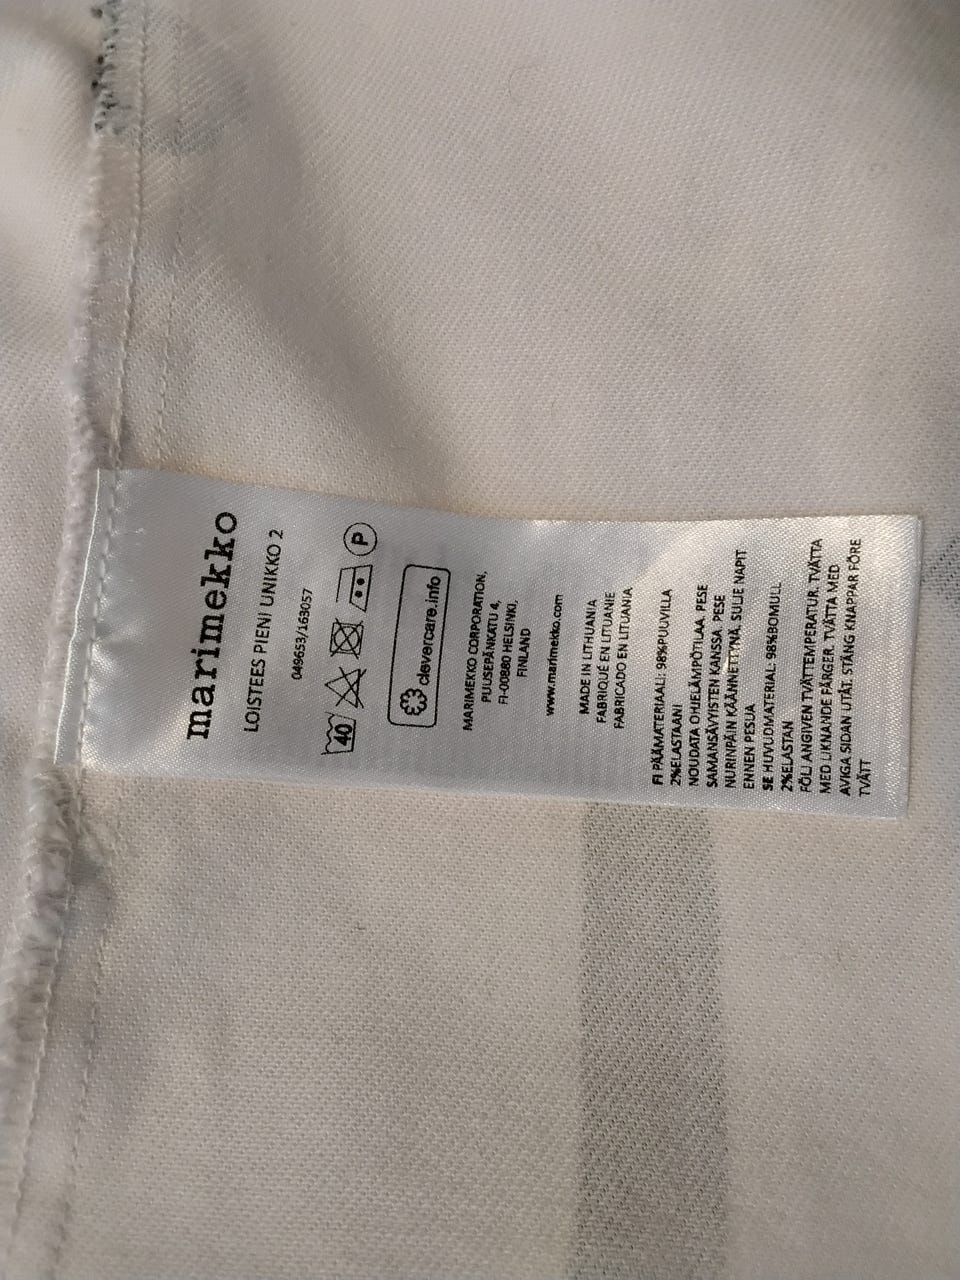 marimekko
LOISTEES PIENI UNIKKO 2
049653/163057
40 P
clevercare.info
MARIMEKKO CORPORATION,
PUUSEPÄNKATU 4,
FI-00880 HELSINKI,
FINLAND
www.marimekko.com
MADE IN LITHUANIA
FABRIQUÉ EN LITUANIE
FABRICADO EN LITUANIA
FI PÄÄMATERIAALI: 98%PUUVILLA
2%ELASTAANI
NOUDATA OHJELÄMPÖTILAA. PESE
SAMANSÄVYISTEN KANSSA. PESE
NURINPÄIN KÄÄNNETTYNÄ, SULJE NAPIT
ENNEN PESUA
SE HUVUDMATERIAL: 98%BOMULL
2%ELASTAN
FÖLJ ANGIVEN TVÄTTEMPERATUR. TVÄTTA
MED LIKNANDE FÄRGER. TVÄTTA MED
AVIGA SIDAN UTÅT. STÄNG KNAPPAR FÖRE
TVÄTT